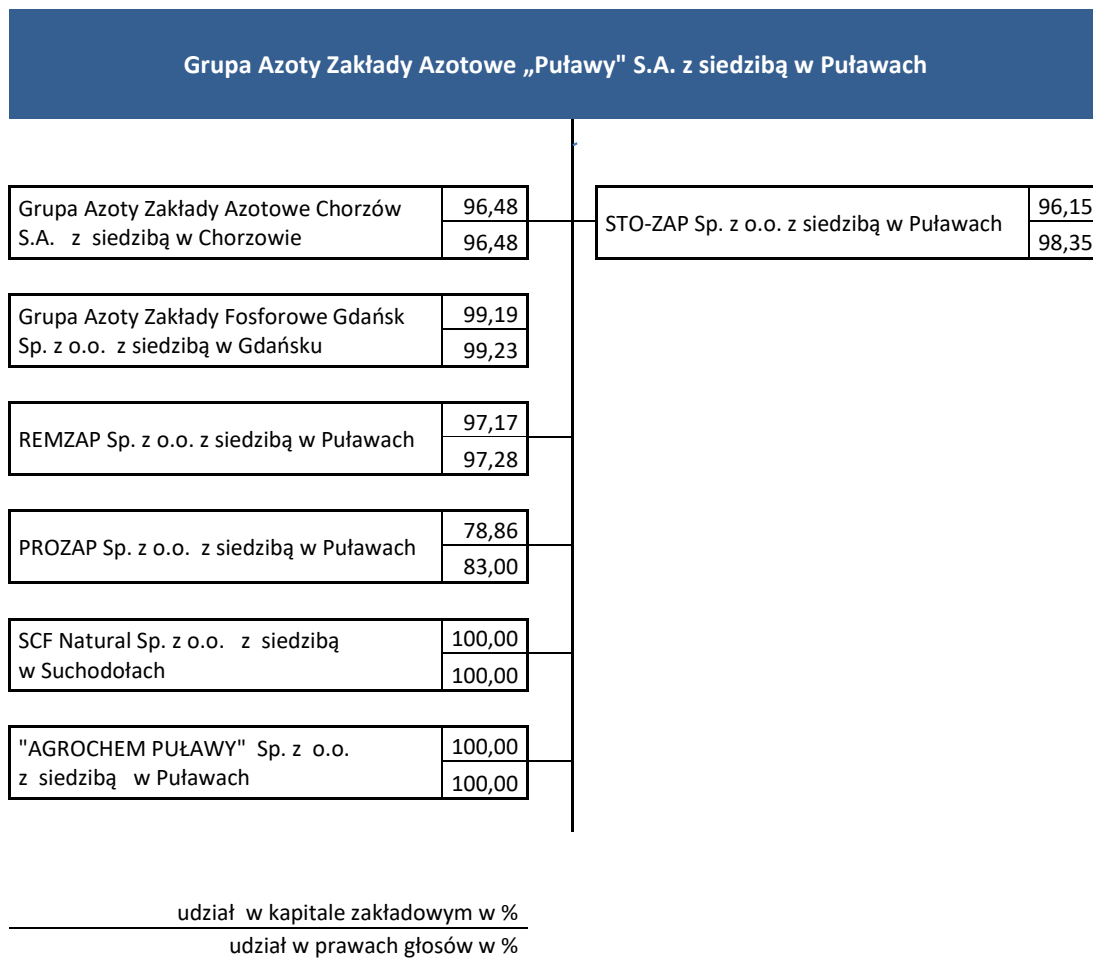 Grupa Azoty Zakłady Azotowe „Puławy" S.A. z siedzibą w Puławach
Grupa Azoty Zakłady Azotowe Chorzów
S.A. z siedzibą w Chorzowie
96,48
96,48
STO-ZAP Sp. z o.o. z siedzibą w Puławach
96,15
98,35
Grupa Azoty Zakłady Fosforowe Gdańsk
Sp. z o.o. z siedzibą w Gdańsku
99,19
99,23
REMZAP Sp. z o.o. z siedzibą w Puławach
97,17
97,28
PROZAP Sp. z o.o. z siedzibą w Puławach
78,86
83,00
SCF Natural Sp. z o.o. z siedzibą
w Suchodołach
100,00
100,00
"AGROCHEM PUŁAWY" Sp. z o.o.
z siedzibą w Puławach
100,00
100,00
udział w kapitale zakładowym w %
udział w prawach głosów w %